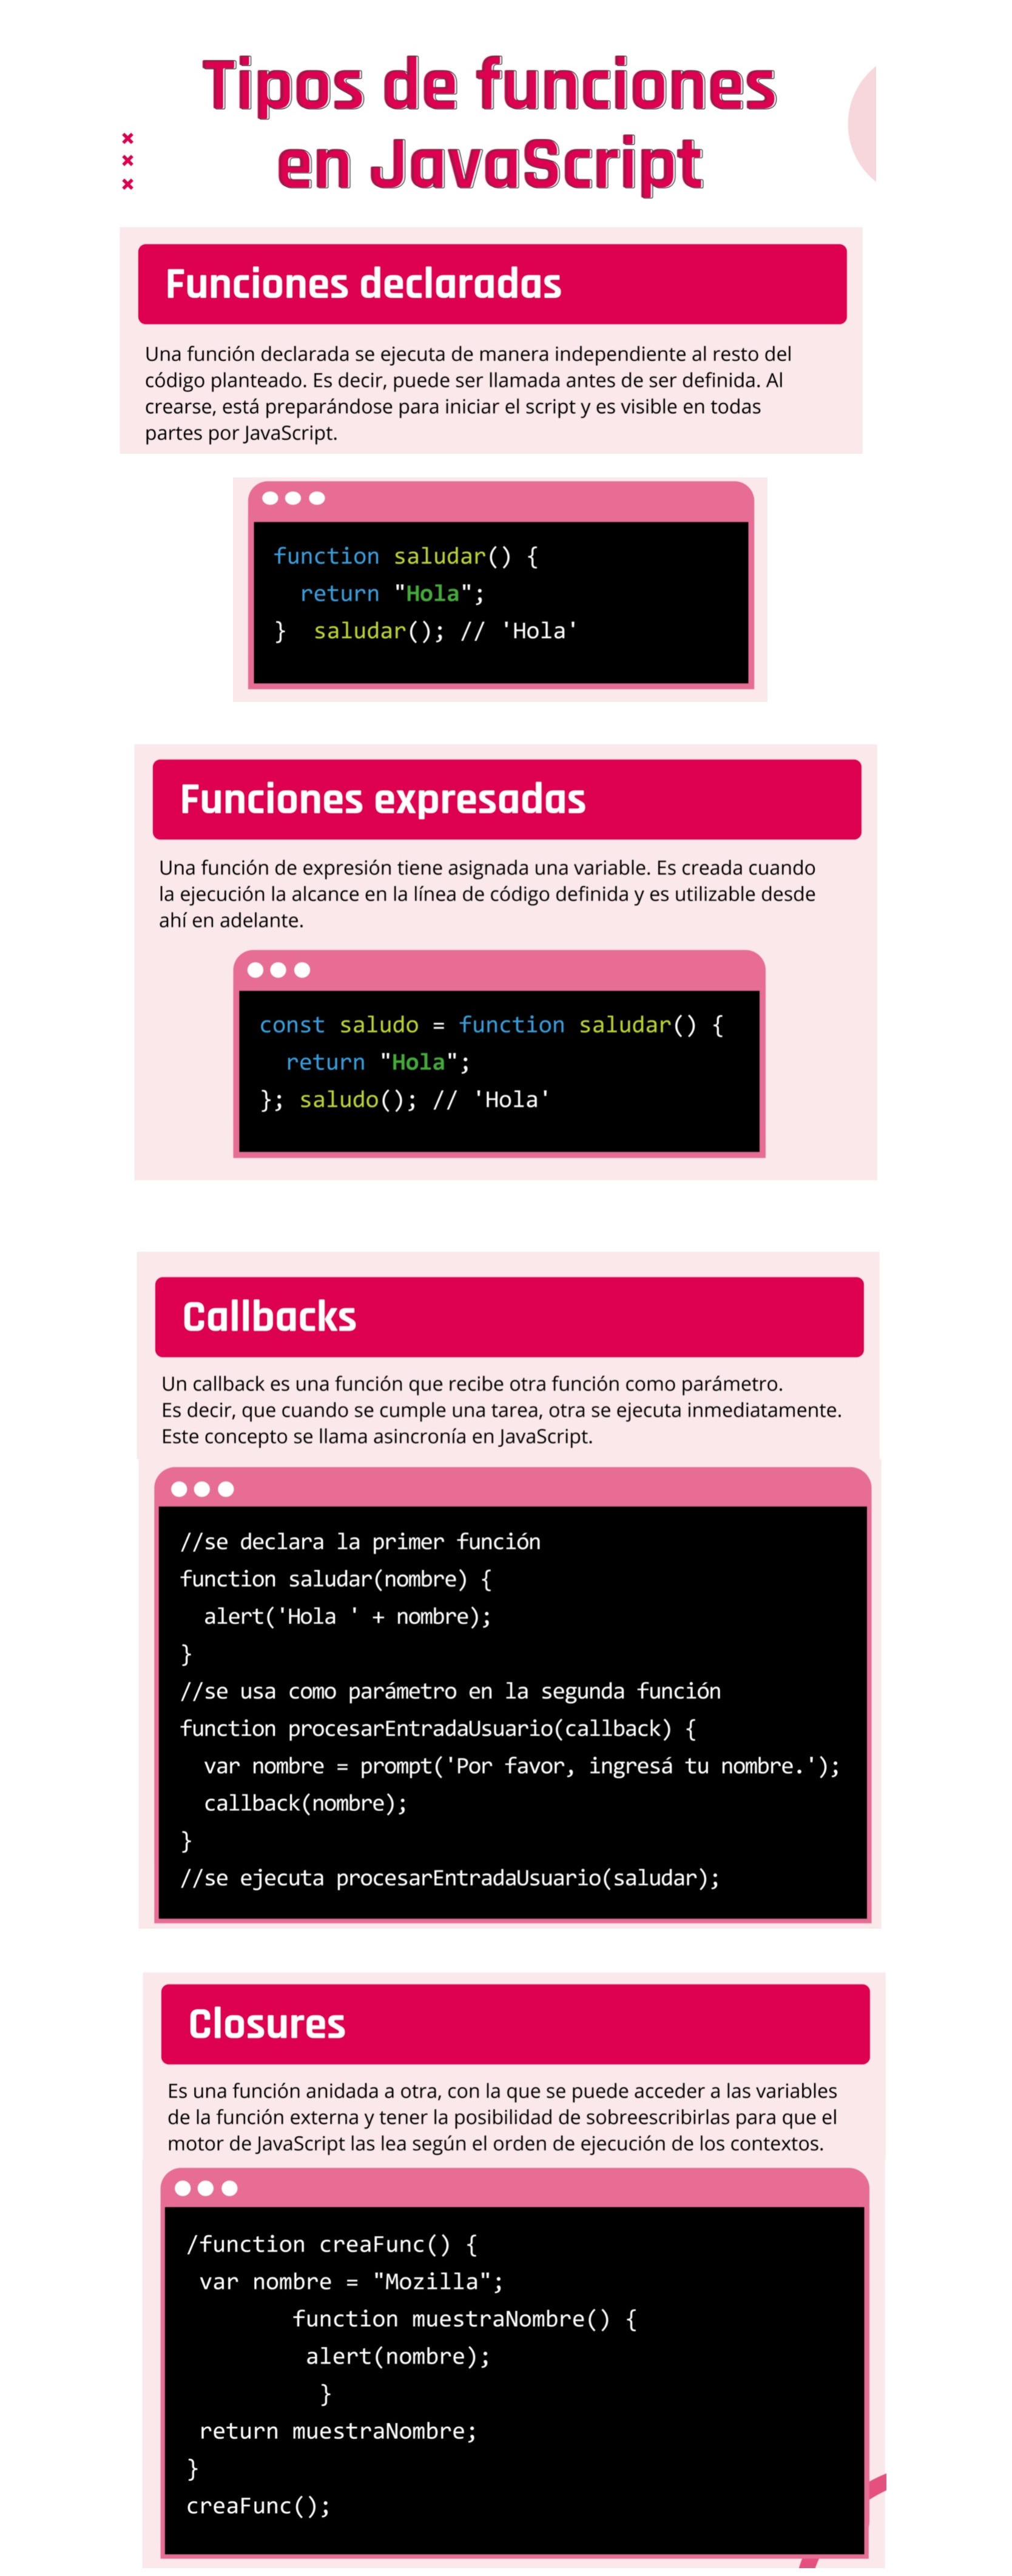 Tipos de funciones
en JavaScript
Funciones declaradas
Una función declarada se ejecuta de manera independiente al resto del
código planteado. Es decir, puede ser llamada antes de ser definida. Al
crearse, está preparándose para iniciar el script y es visible en todas
partes por JavaScript.
function saludar() {
  return "Hola";
}  saludar(); // 'Hola'
Funciones expresadas
Una función de expresión tiene asignada una variable. Es creada cuando
la ejecución la alcance en la línea de código definida y es utilizable desde
ahí en adelante.
const saludo = function saludar() {
  return "Hola";
}; saludo(); // 'Hola'
Callbacks
Un callback es una función que recibe otra función como parámetro.
Es decir, que cuando se cumple una tarea, otra se ejecuta inmediatamente.
Este concepto se llama asincronía en JavaScript.
//se declara la primer función
function saludar(nombre) {
  alert('Hola ' + nombre);
}
//se usa como parámetro en la segunda función
function procesarEntradaUsuario(callback) {
  var nombre = prompt('Por favor, ingresá tu nombre.');
  callback(nombre);
}
//se ejecuta procesarEntradaUsuario(saludar);
Closures
Es una función anidada a otra, con la que se puede acceder a las variables
de la función externa y tener la posibilidad de sobreescribirlas para que el
motor de JavaScript las lea según el orden de ejecución de los contextos.
/function creaFunc() {
 var nombre = "Mozilla";
        function muestraNombre() {
         alert(nombre);
          }
 return muestraNombre;
}
creaFunc();